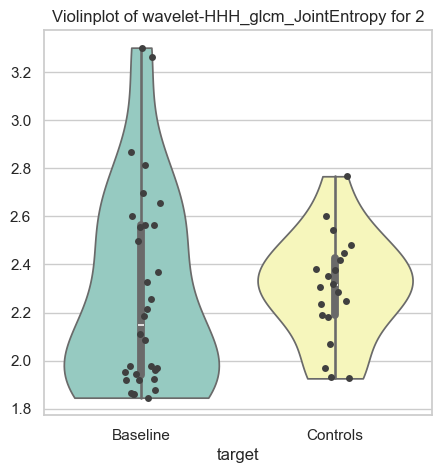 Violinplot of wavelet-HHH_glcm_JointEntropy for 2
3.2
3.0
2.8
2.6
2.4
2.2
2.0
1.8
Baseline
Controls
target